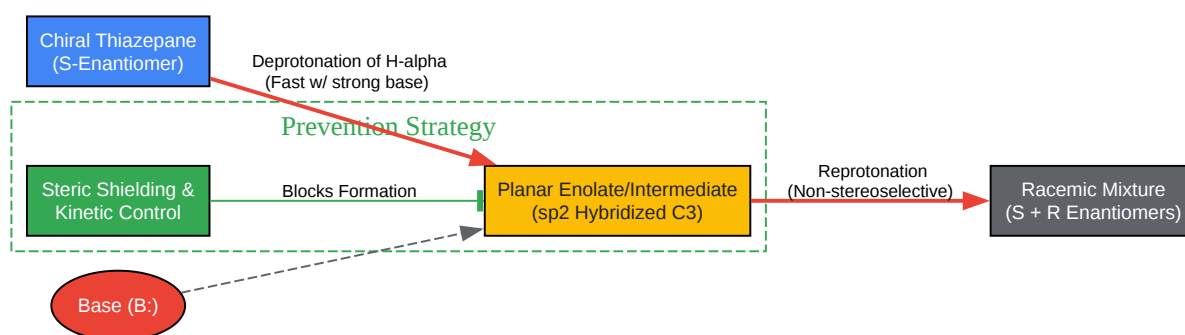 Chiral Thiazepane
(S-Enantiomer)
Deprotonation of H-alpha
(Fast w/ strong base)
Prevention Strategy
Steric Shielding &
Kinetic Control
Blocks Formation
Planar Enolate/Intermediate
(sp2 Hybridized C3)
Reprotonation
(Non-stereoselective)
Racemic Mixture
(S + R Enantiomers)
Base (B:)